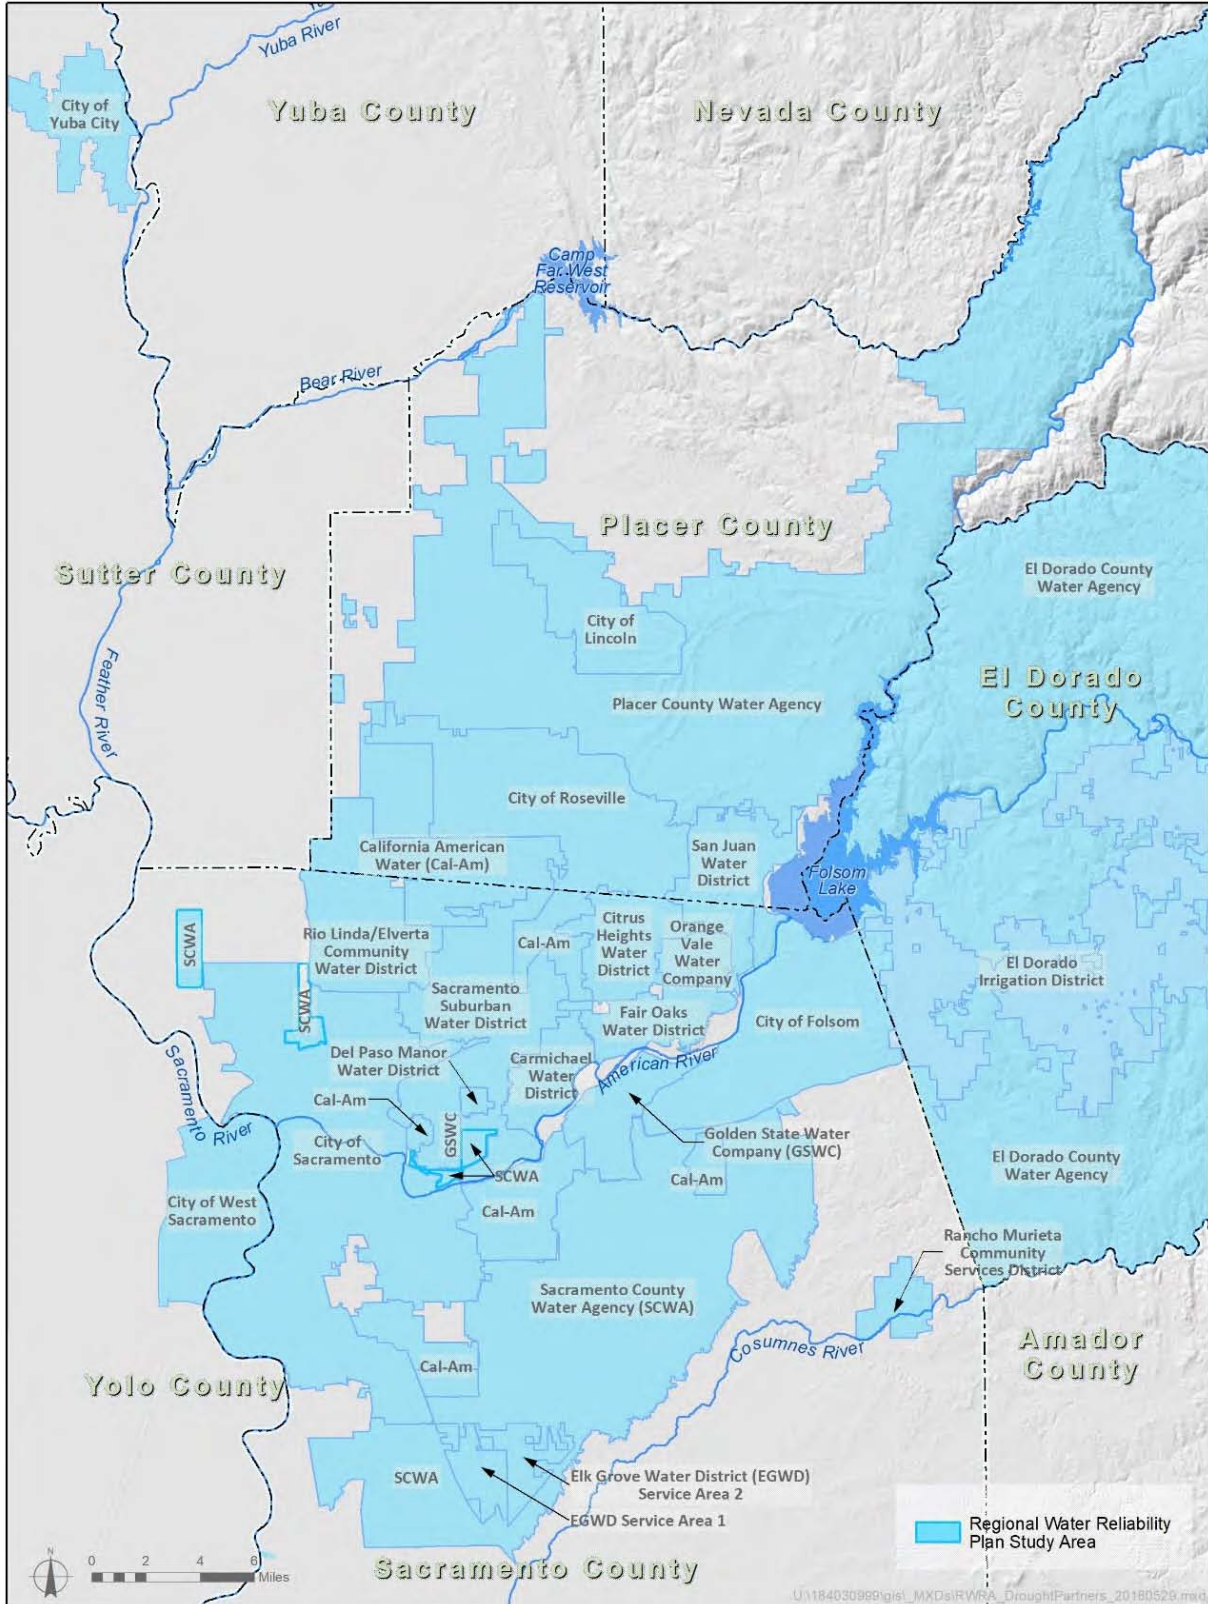 Yu
Yuba River
City of
Yuba City
Yuba County
Nevada County
Camp
Far West
Reservoir
Bear River
Placer County
Sutter County
El Dorado County
Water Agency
City of
Lincoln
El Dorado
County
Feather River
Placer County Water Agency
City of Roseville
California American
Water (Cal-Am)
San Juan
Water
District
Folsom
Lake
SCWA
Rio Linda/Elverta
Community
Water District
Cal-Am
Citrus
Heights
Water
District
Orange
Vale
Water
Company
El Dorado
Irrigation District
SCWA
Sacramento
Suburban
Water District
Fair Oaks
Water District
City of Folsom
Sacramento River
Del Paso Manor
Water District
Carmichael
Water
District
American River
Cal-Am
GSWC
Golden State Water
Company (GSWC)
City of
Sacramento
SCWA
Cal-Am
El Dorado County
Water Agency
City of West
Sacramento
Cal-Am
Rancho Murieta
Community
Services District
Sacramento County
Water Agency (SCWA)
Cosumnes River
Amador
County
Cal-Am
Yolo County
SCWA
Elk Grove Water District (EGWD)
Service Area 2
EGWD Service Area 1
Regional Water Reliability
Plan Study Area
Sacramento County
N
0 2 4 6
Miles
U:\184030999\gis\_MXDs\RWRA_DroughtPartners_20160529.mxd